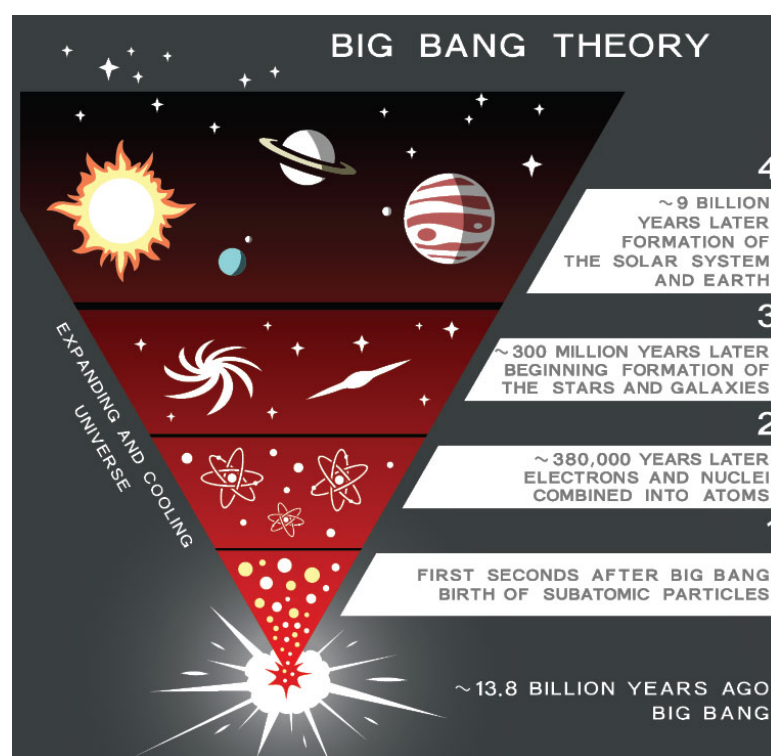 BIG BANG THEORY
4
~9 BILLION
YEARS LATER
FORMATION OF
THE SOLAR SYSTEM
AND EARTH
3
~300 MILLION YEARS LATER
BEGINNING FORMATION OF
THE STARS AND GALAXIES
2
~380,000 YEARS LATER
ELECTRONS AND NUCLEI
COMBINED INTO ATOMS
1
FIRST SECONDS AFTER BIG BANG
BIRTH OF SUBATOMIC PARTICLES
~13.8 BILLION YEARS AGO
BIG BANG
EXPANDING AND COOLING
UNIVERSE